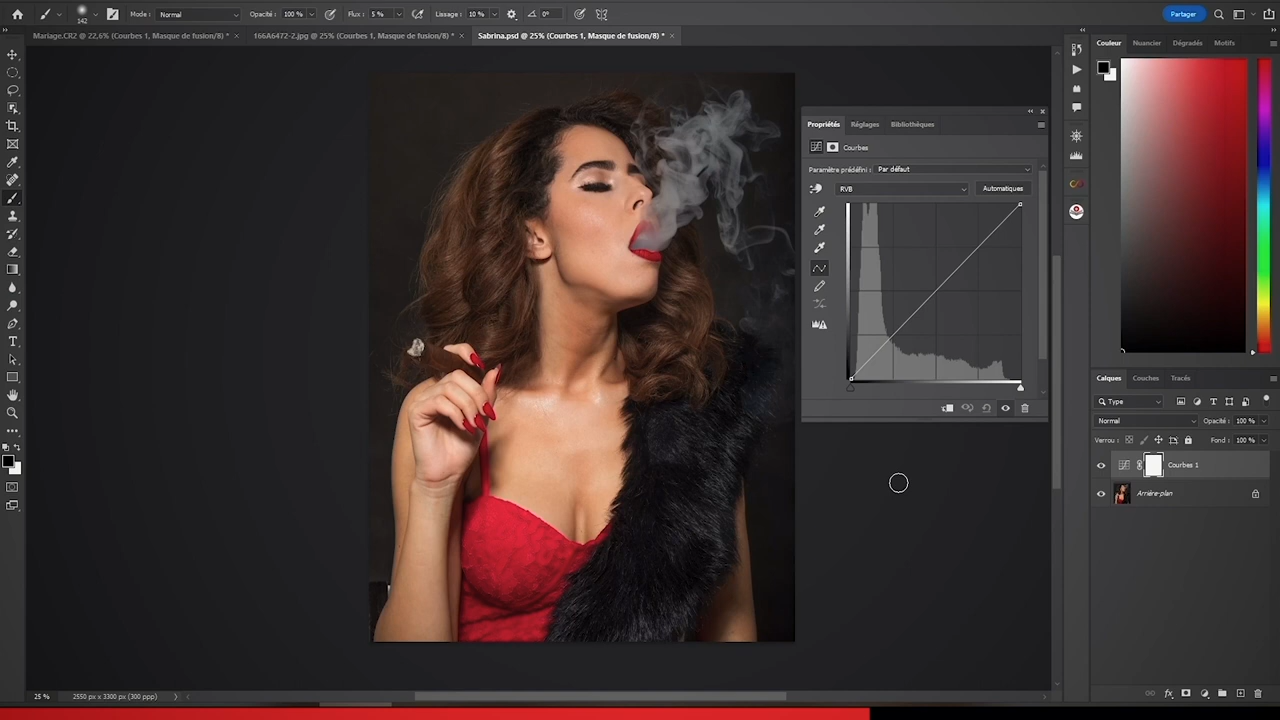 142
Mode : Normal
Opacité : 100 %
Flux : 5 %
Lissage : 10 %
0°
Partager
Mariage.CR2 @ 22,6% (Courbes 1, Masque de fusion/8) * ×
166A6472-2.jpg @ 25% (Courbes 1, Masque de fusion/8) * ×
Sabrina.psd @ 25% (Courbes 1, Masque de fusion/8) * ×
Propriétés Réglages Bibliothèques
Courbes
Paramètre prédéfini : Par défaut
RVB Automatiques
Couleur Nuancier Dégradés Motifs
Calques Couches Tracés
Type
Normal Opacité : 100 %
Verrou : Fond : 100 %
Courbes 1
Arrière-plan
25 % 2550 px x 3300 px (300 ppp)